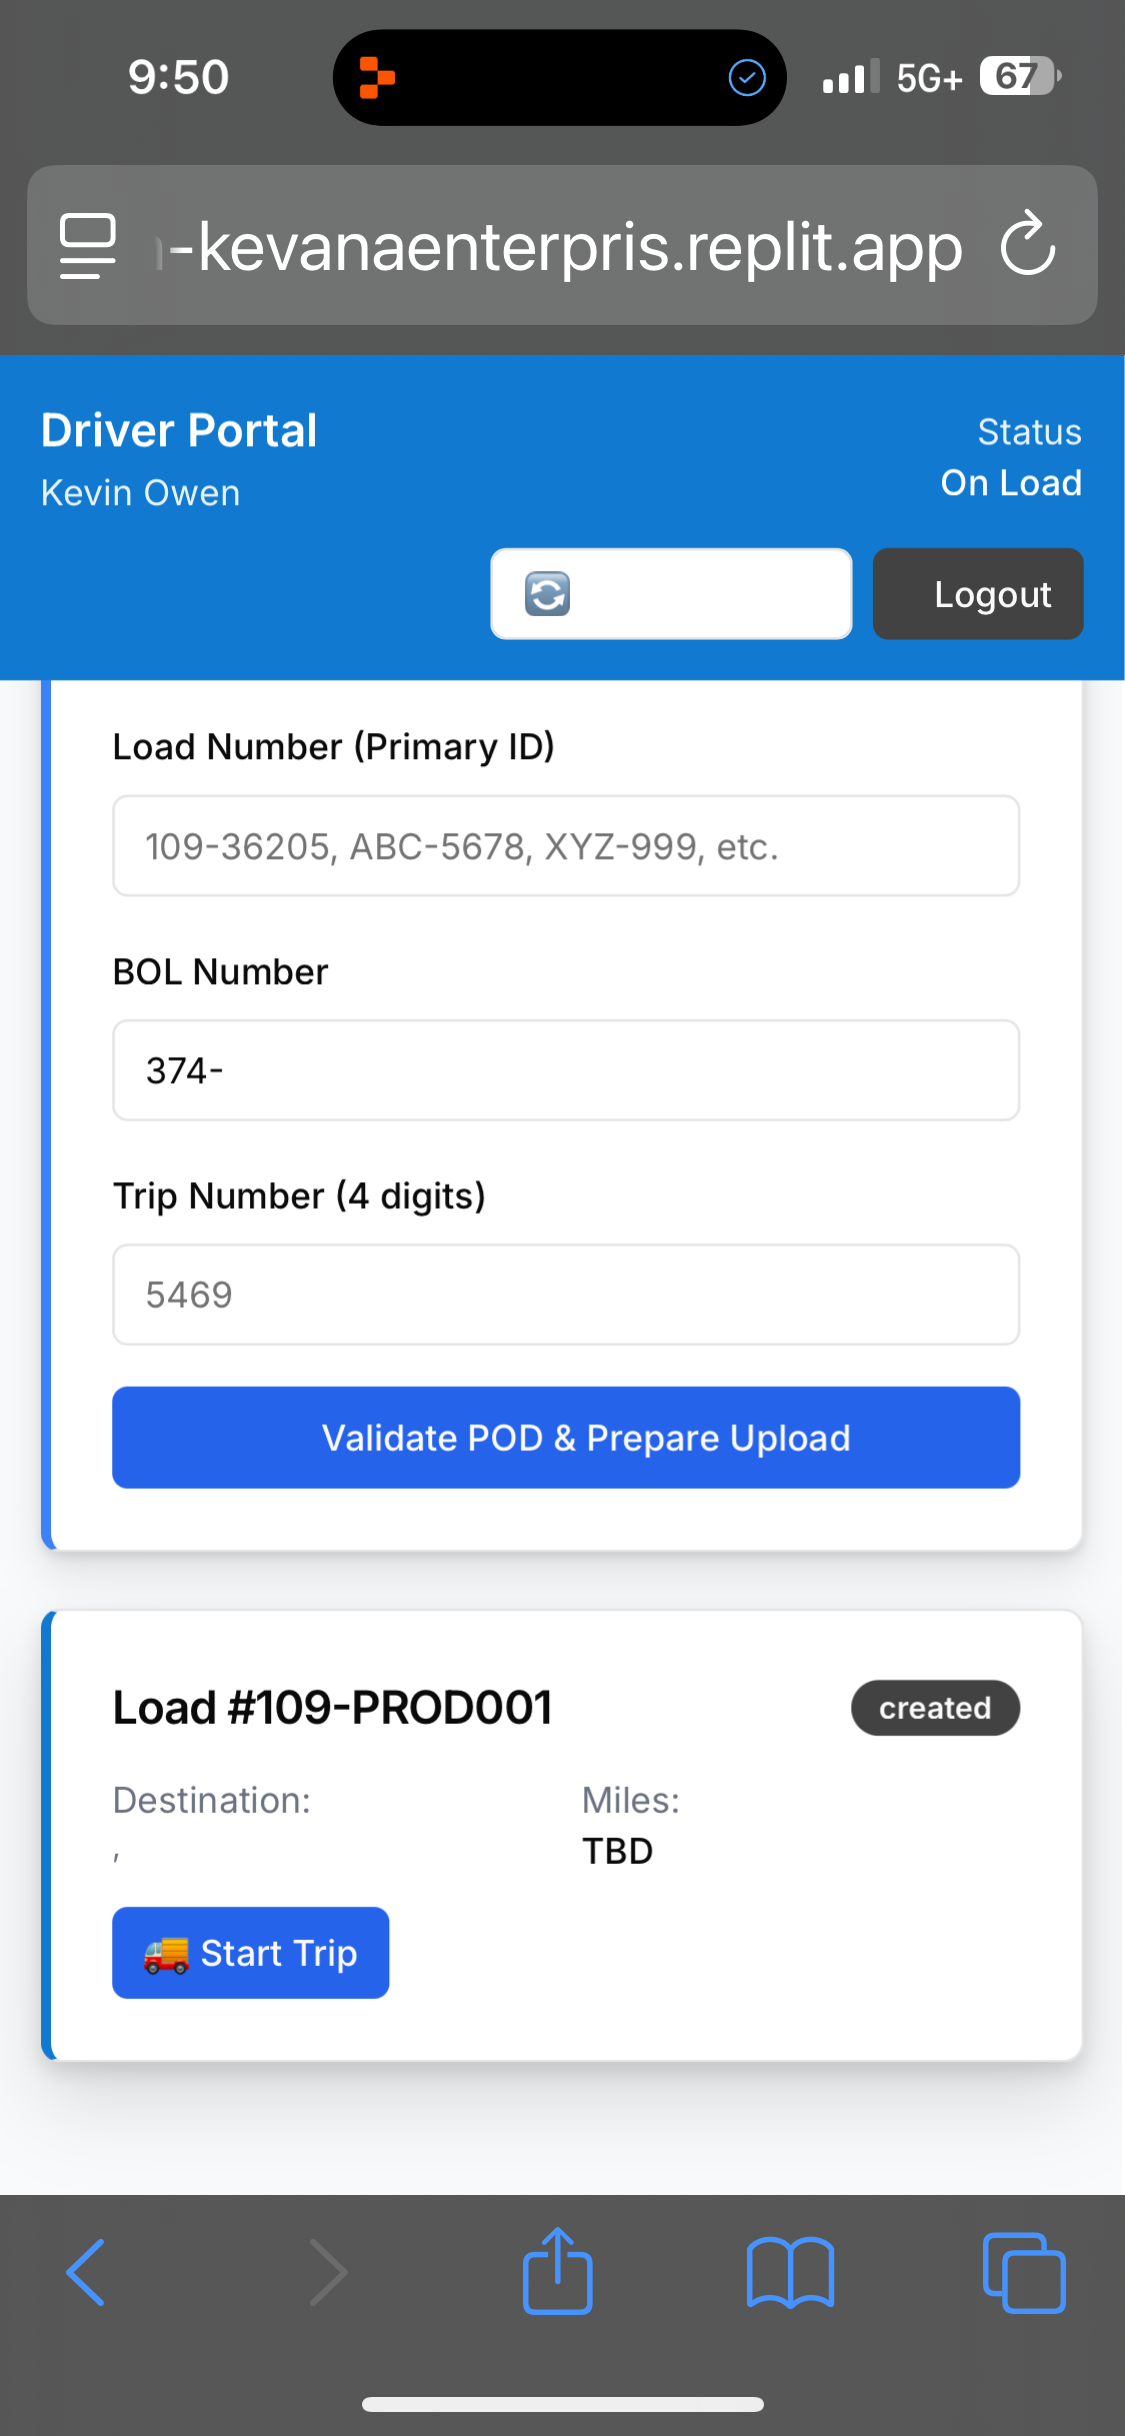 9:50
5G+
67
-kevanaenterpris.replit.app
Driver Portal
Kevin Owen
Status
On Load
Logout
Load Number (Primary ID)
109-36205, ABC-5678, XYZ-999, etc.
BOL Number
374-
Trip Number (4 digits)
5469
Validate POD & Prepare Upload
Load #109-PROD001
created
Destination:
,
Miles:
TBD
Start Trip